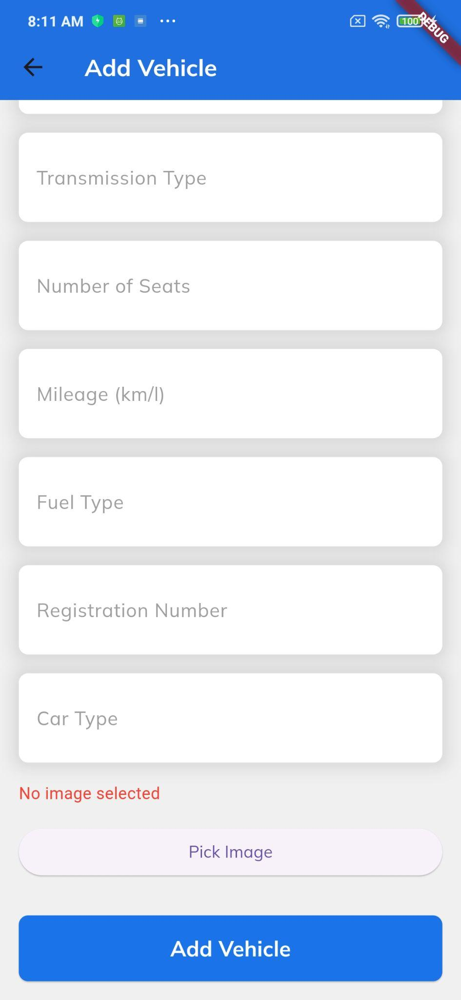 8:11 AM
100
DEBUG
Add Vehicle
Transmission Type
Number of Seats
Mileage (km/l)
Fuel Type
Registration Number
Car Type
No image selected
Pick Image
Add Vehicle